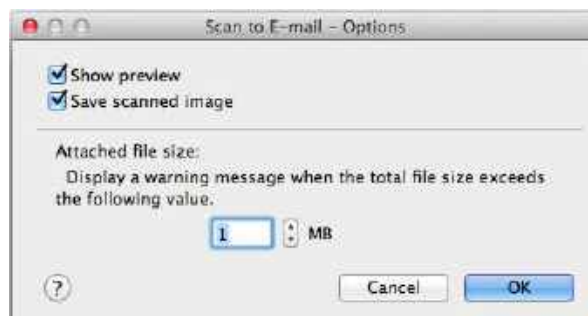 Scan to E-mail - Options
Show preview
Save scanned image
Attached file size:
Display a warning message when the total file size exceeds
the following value.
1 MB
? Cancel OK